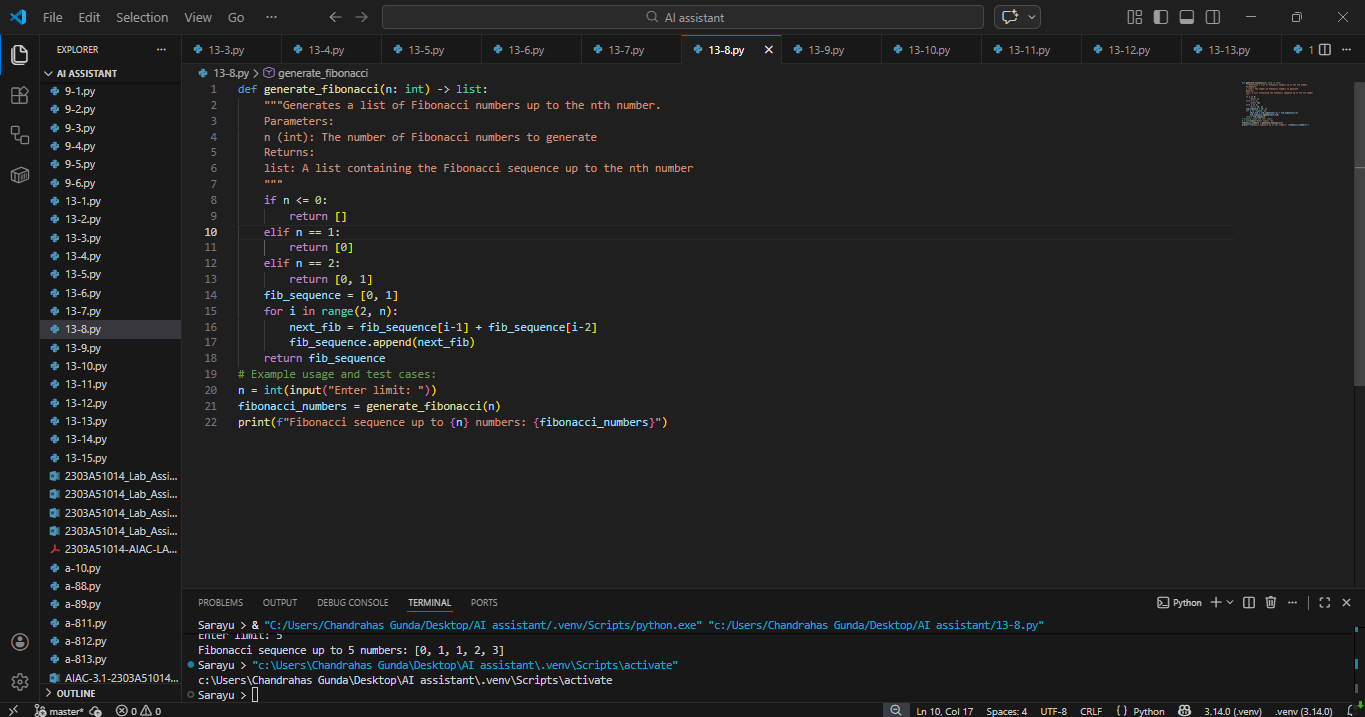 File Edit Selection View Go ··· AI assistant
EXPLORER ···
AI ASSISTANT
9-1.py
9-2.py
9-3.py
9-4.py
9-5.py
9-6.py
13-1.py
13-2.py
13-3.py
13-4.py
13-5.py
13-6.py
13-7.py
13-8.py
13-9.py
13-10.py
13-11.py
13-12.py
13-13.py
13-14.py
13-15.py
2303A51014_Lab_Assi...
2303A51014_Lab_Assi...
2303A51014_Lab_Assi...
2303A51014_Lab_Assi...
2303A51014-AIAC-LA...
a-10.py
a-88.py
a-89.py
a-811.py
a-812.py
a-813.py
AIAC-3.1-2303A51014...
OUTLINE
13-3.py 13-4.py 13-5.py 13-6.py 13-7.py 13-8.py 13-9.py 13-10.py 13-11.py 13-12.py 13-13.py 1 ···
13-8.py > generate_fibonacci
1 def generate_fibonacci(n: int) -> list:
2     """Generates a list of Fibonacci numbers up to the nth number.
3     Parameters:
4     n (int): The number of Fibonacci numbers to generate
5     Returns:
6     list: A list containing the Fibonacci sequence up to the nth number
7     """
8     if n <= 0:
9         return []
10     elif n == 1:
11         return [0]
12     elif n == 2:
13         return [0, 1]
14     fib_sequence = [0, 1]
15     for i in range(2, n):
16         next_fib = fib_sequence[i-1] + fib_sequence[i-2]
17         fib_sequence.append(next_fib)
18     return fib_sequence
19 # Example usage and test cases:
20 n = int(input("Enter limit: "))
21 fibonacci_numbers = generate_fibonacci(n)
22 print(f"Fibonacci sequence up to {n} numbers: {fibonacci_numbers}")
PROBLEMS OUTPUT DEBUG CONSOLE TERMINAL PORTS Python ···
Sarayu > & "C:/Users/Chandrahas Gunda/Desktop/AI assistant/.venv/Scripts/python.exe" "c:/Users/Chandrahas Gunda/Desktop/AI assistant/13-8.py"
Enter limit: 5
Fibonacci sequence up to 5 numbers: [0, 1, 1, 2, 3]
Sarayu > "c:\Users\Chandrahas Gunda\Desktop\AI assistant\.venv\Scripts\activate"
c:\Users\Chandrahas Gunda\Desktop\AI assistant\.venv\Scripts\activate
Sarayu >
master* 0 0 Ln 10, Col 17 Spaces: 4 UTF-8 CRLF { } Python 3.14.0 (.venv) .venv (3.14.0)